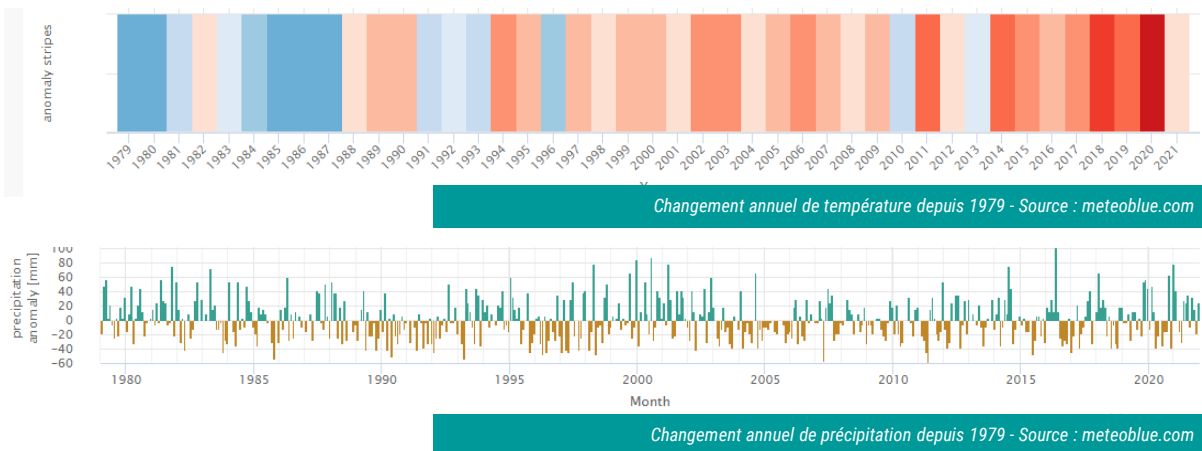 anomaly stripes
1979 1980 1981 1982 1983 1984 1985 1986 1987 1988 1989 1990 1991 1992 1993 1994 1995 1996 1997 1998 1999 2000 2001 2002 2003 2004 2005 2006 2007 2008 2009 2010 2011 2012 2013 2014 2015 2016 2017 2018 2019 2020 2021
Changement annuel de température depuis 1979 - Source : meteoblue.com
precipitation
anomaly [mm]
100
80
60
40
20
0
−20
−40
−60
1980 1985 1990 1995 2000 2005 2010 2015 2020
Month
Changement annuel de précipitation depuis 1979 - Source : meteoblue.com